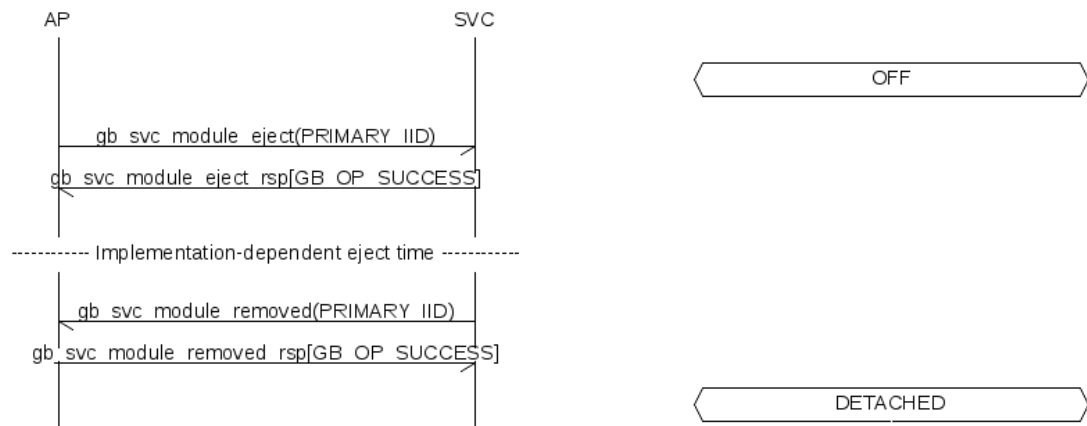 AP SVC
OFF
gb_svc_module_eject(PRIMARY_IID)
gb_svc_module_eject_rsp[GB_OP_SUCCESS]
------------ Implementation-dependent eject time ------------
gb_svc_module_removed(PRIMARY_IID)
gb_svc_module_removed_rsp[GB_OP_SUCCESS]
DETACHED